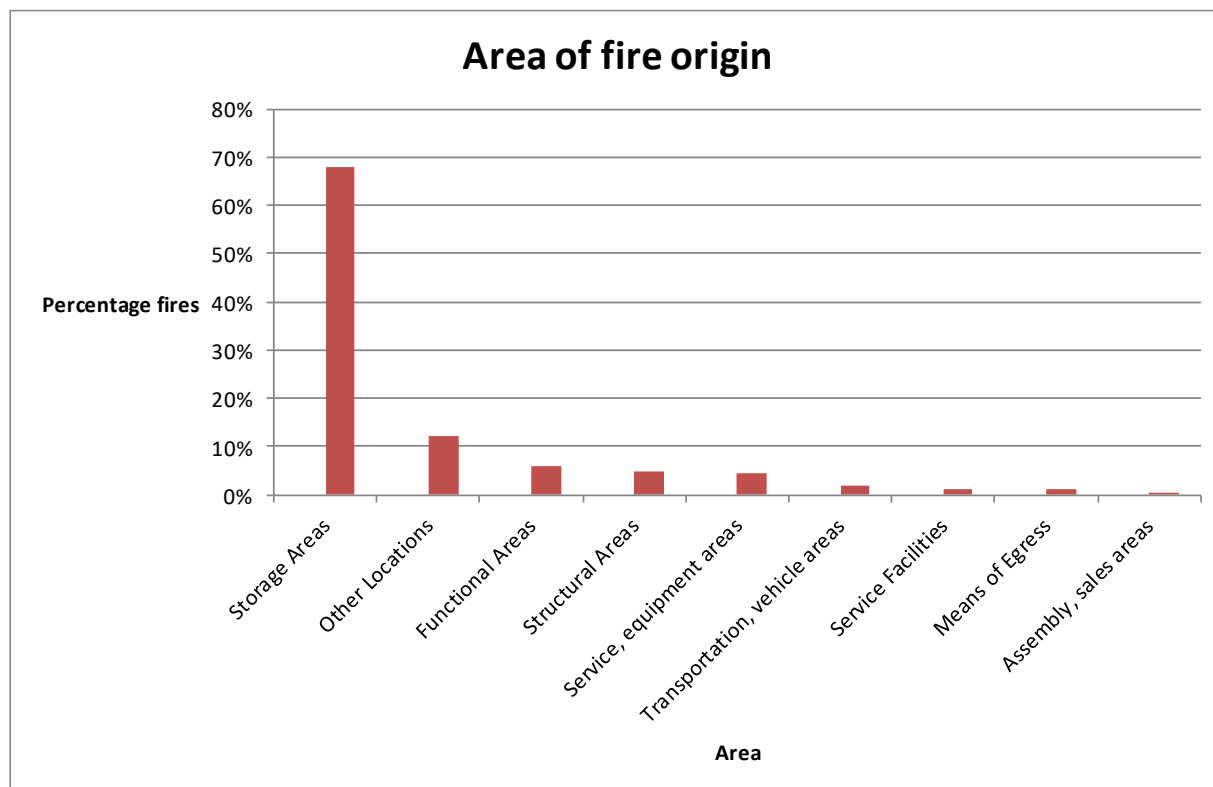 Area of fire origin
80%
70%
60%
50%
Percentage fires 40%
30%
20%
10%
0%
Storage Areas
Other Locations
Functional Areas
Structural Areas
Service, equipment areas
Transportation, vehicle areas
Service Facilities
Means of Egress
Assembly, sales areas
Area